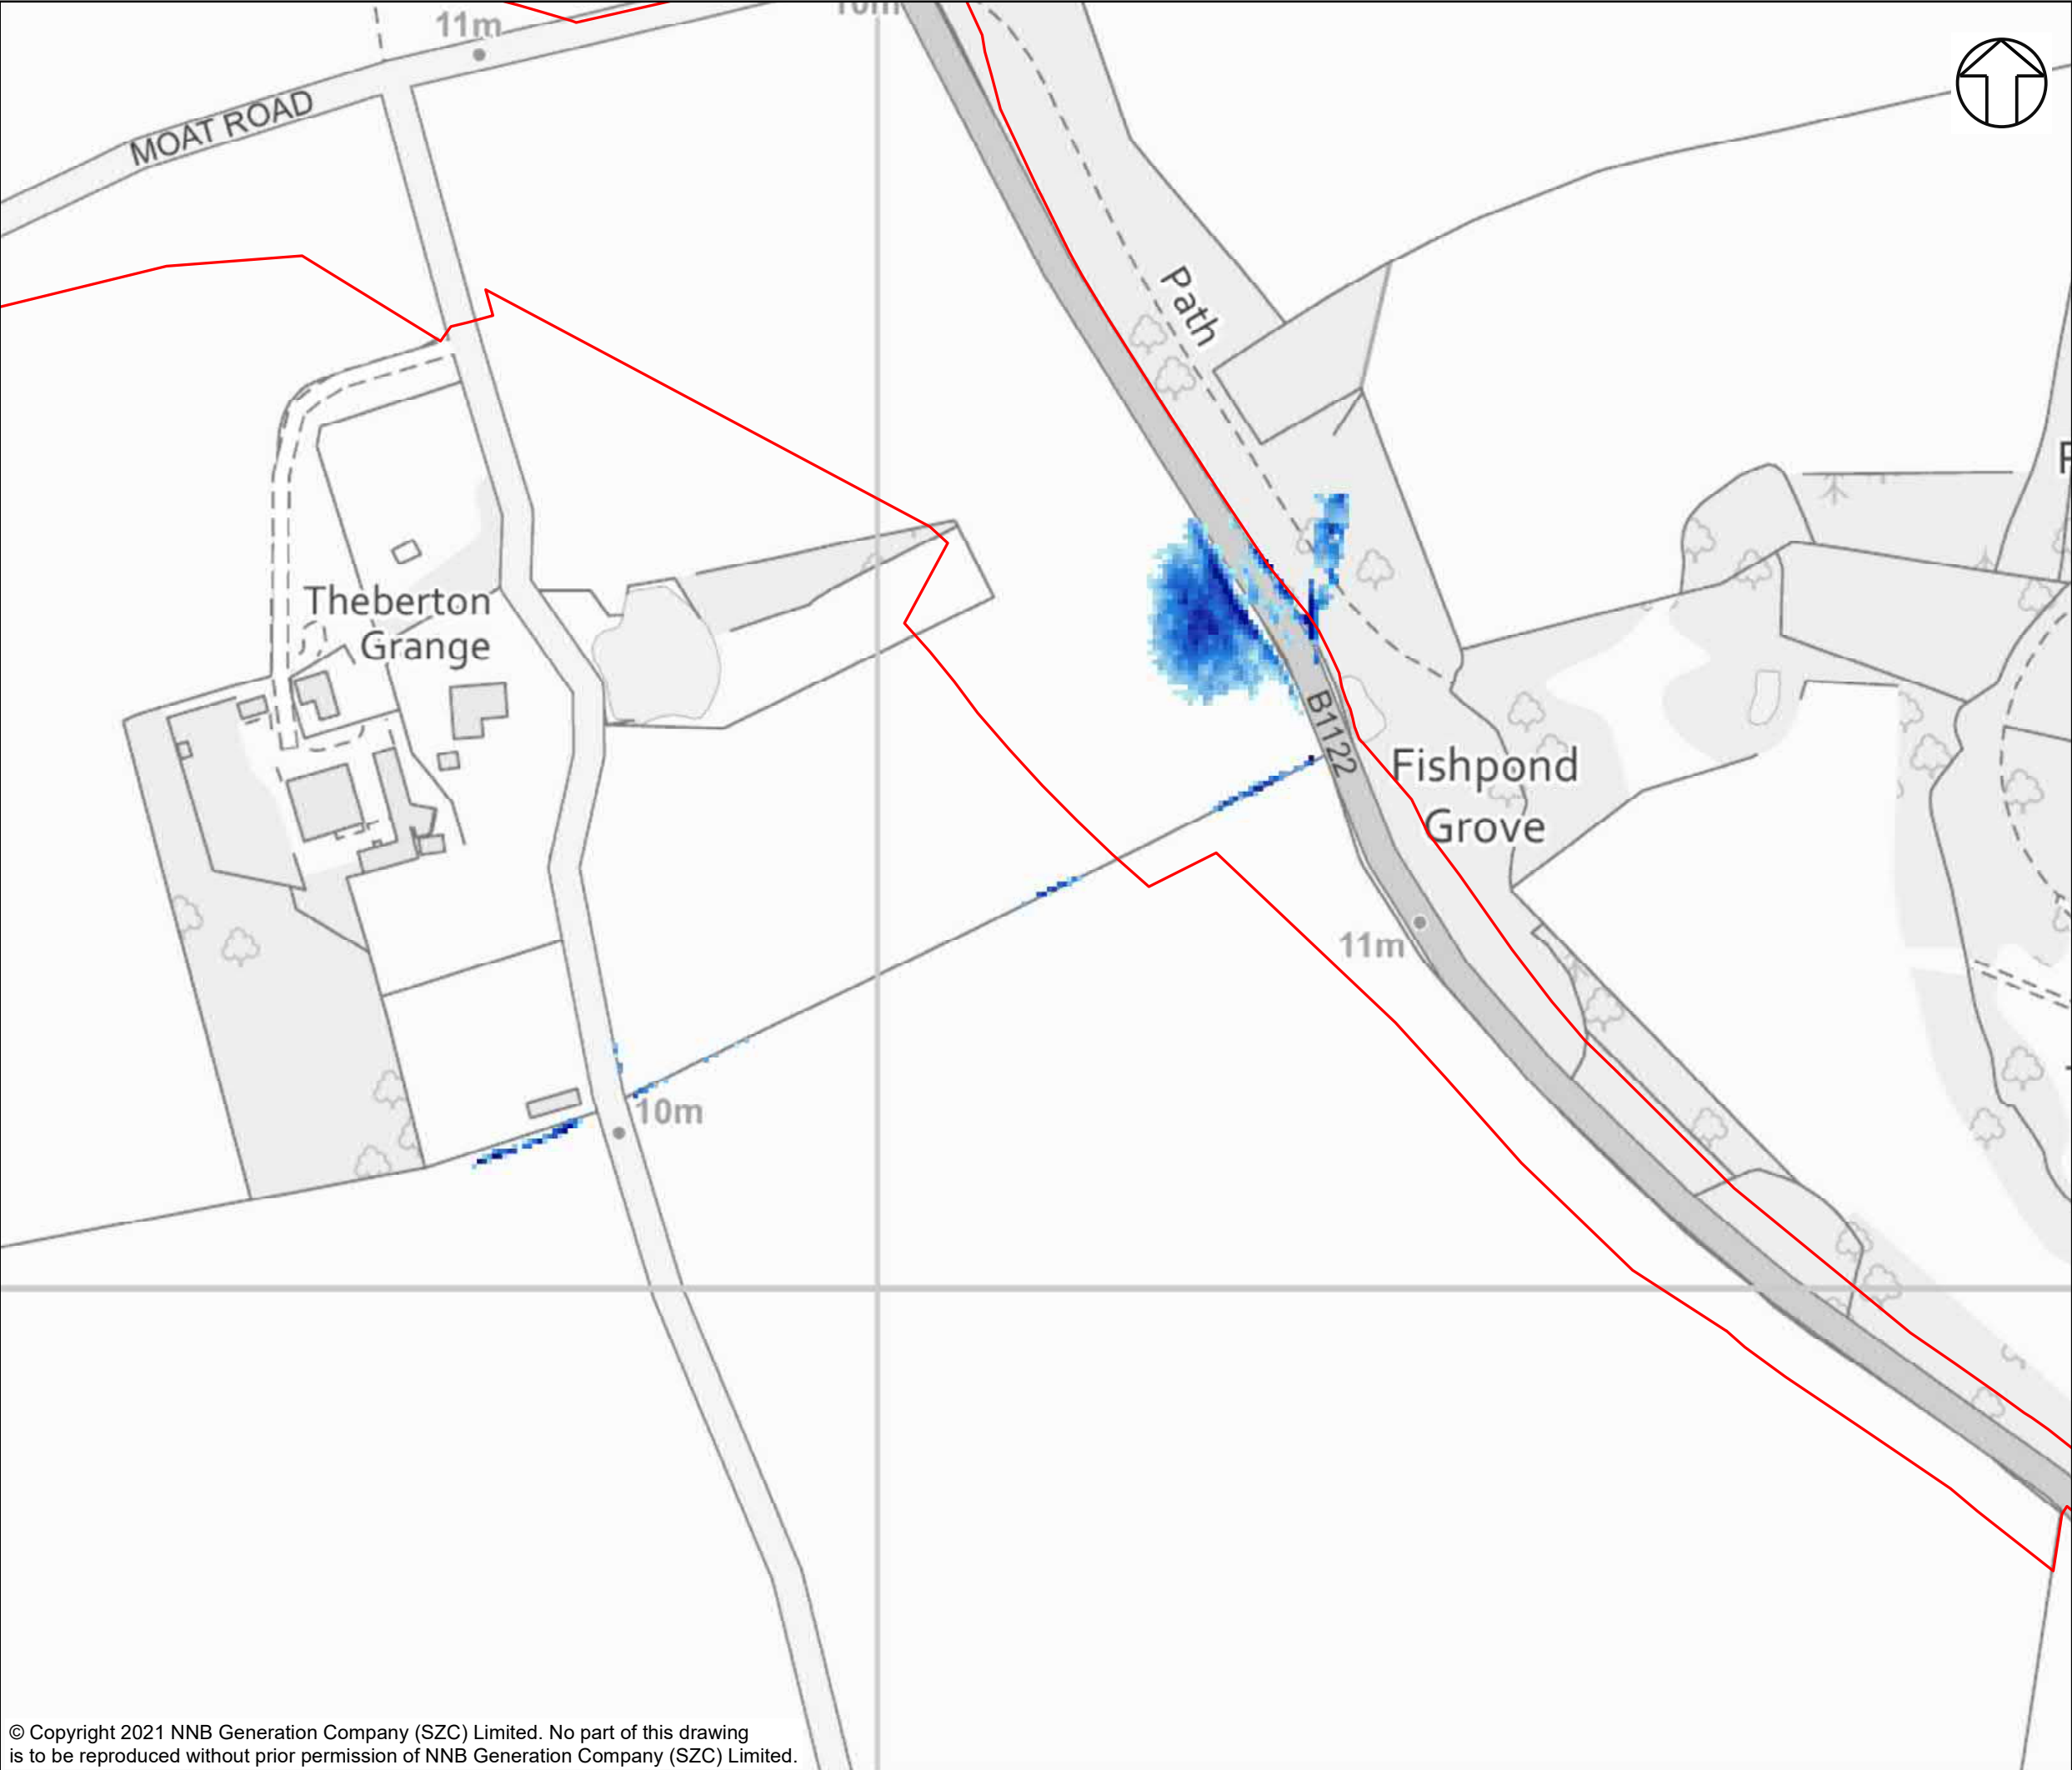 11m
MOAT ROAD
Path
Theberton
Grange
B1122
Fishpond
Grove
11m
10m
© Copyright 2021 NNB Generation Company (SZC) Limited. No part of this drawing
is to be reproduced without prior permission of NNB Generation Company (SZC) Limited.